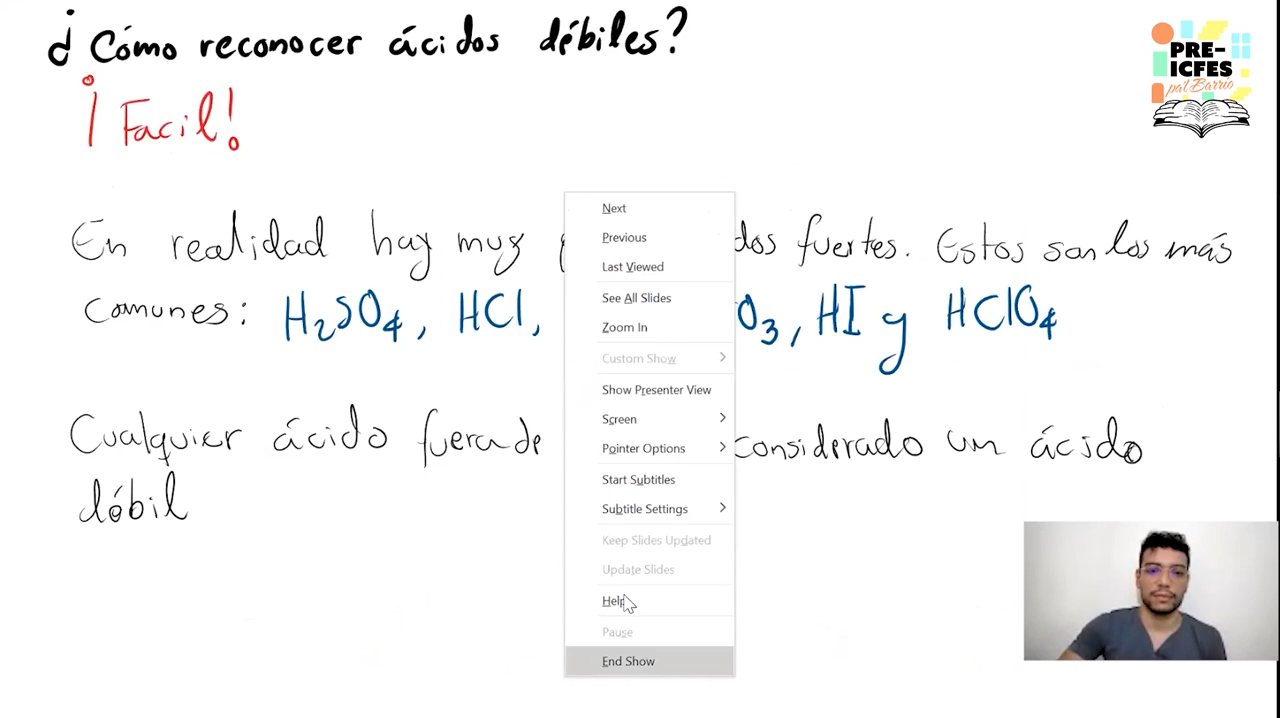 ¿Cómo reconocer ácidos débiles?
¡Facil!
PRE-
ICFES
pa'l Barrio
En realidad hay muy dos fuertes. Estos son los más
comunes: H₂SO₄, HCl, O₃, HI y HClO₄
Cualquier ácido fuera de considerado un ácido
débil
Next
Previous
Last Viewed
See All Slides
Zoom In
Custom Show
Show Presenter View
Screen
Pointer Options
Start Subtitles
Subtitle Settings
Keep Slides Updated
Update Slides
Help
Pause
End Show